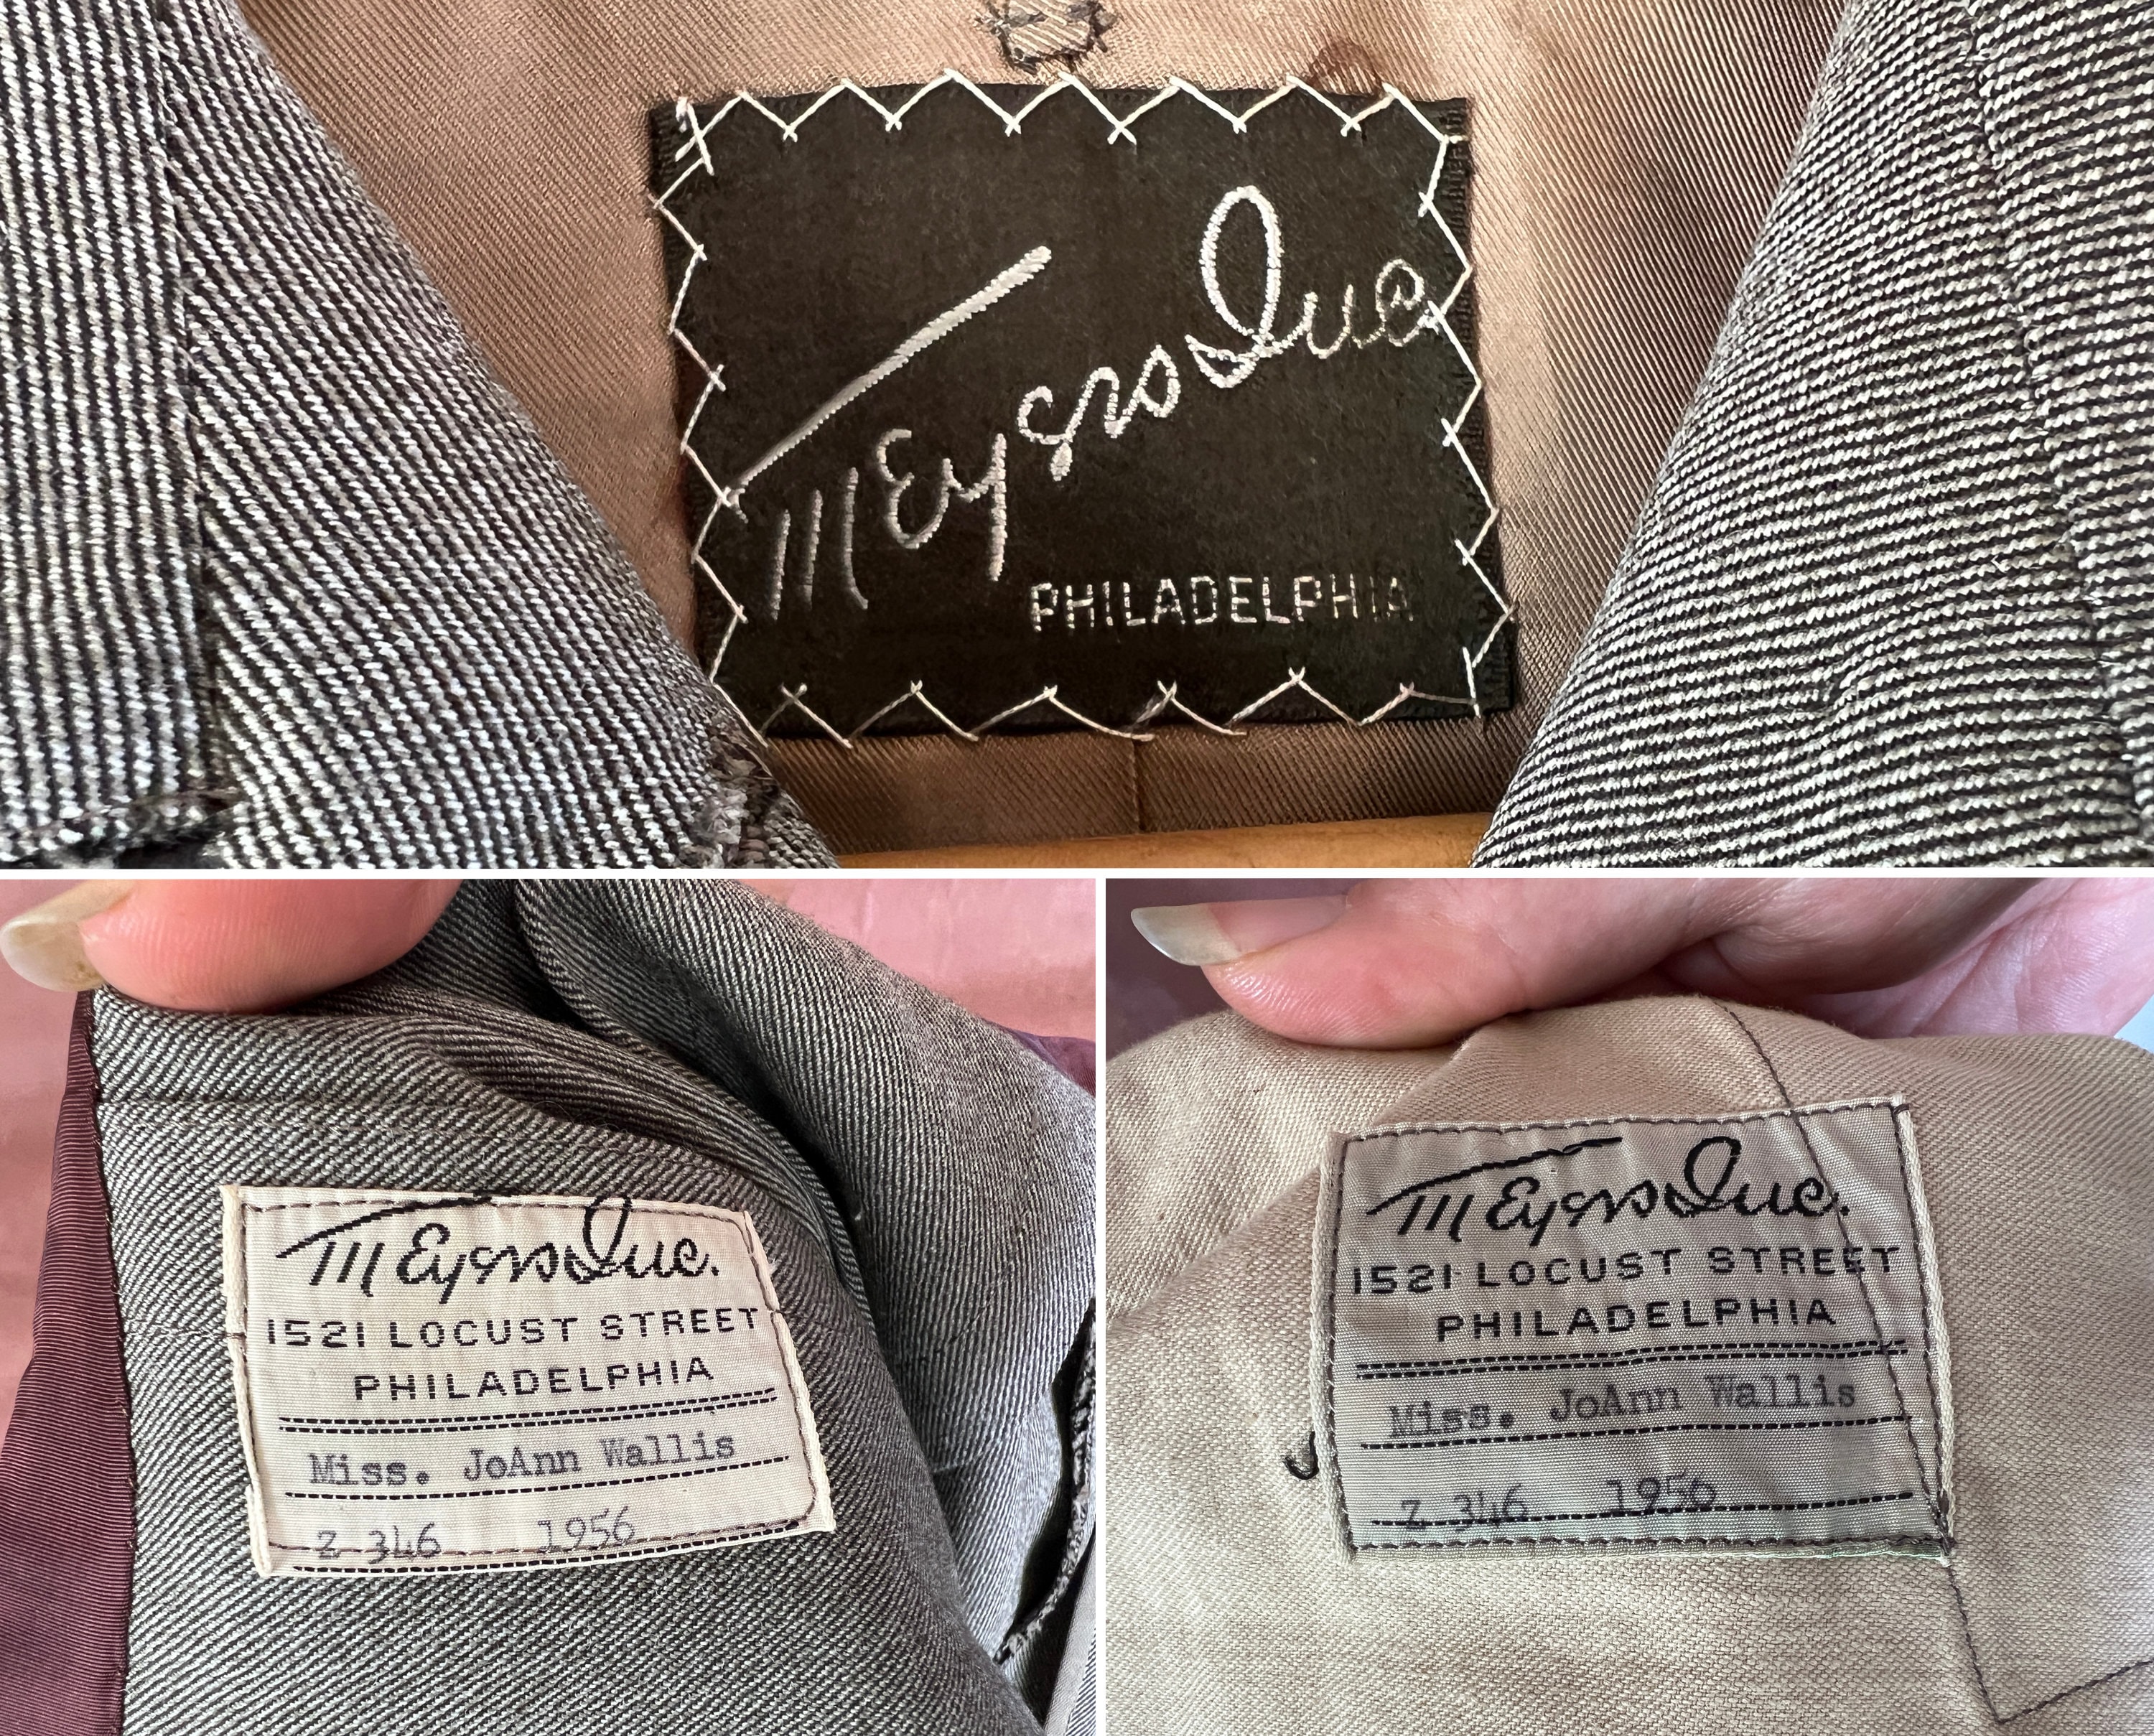 MEyers Inc
PHILADELPHIA
MEyers Inc.
1521 LOCUST STREET
PHILADELPHIA
Miss. JoAnn Wallis
Z 346 1956
MEyers Inc.
1521 LOCUST STREET
PHILADELPHIA
Miss. JoAnn Wallis
Z 346 1956